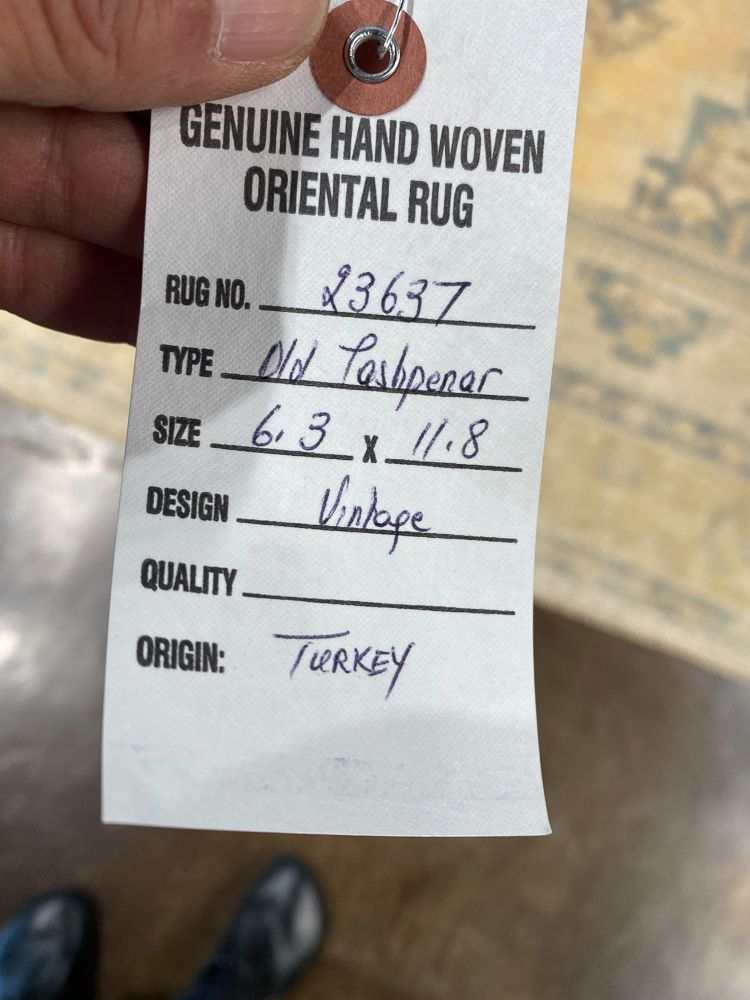 GENUINE HAND WOVEN
ORIENTAL RUG
RUG NO. 23637
TYPE Old Tashpenar
SIZE 6.3 X 11.8
DESIGN Vintage
QUALITY
ORIGIN: TURKEY